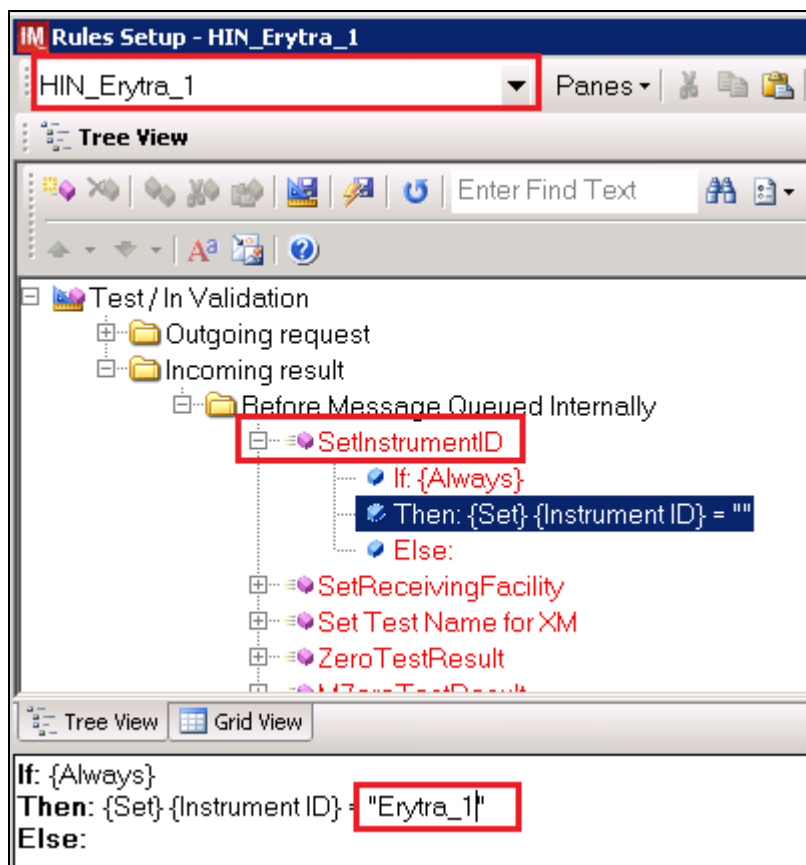 IM Rules Setup - HIN_Erytra_1
HIN_Erytra_1 Panes
Tree View
Enter Find Text
Aa
Test / In Validation
Outgoing request
Incoming result
Before Message Queued Internally
SetInstrumentID
If: {Always}
Then: {Set} {Instrument ID} = ""
Else:
SetReceivingFacility
Set Test Name for XM
ZeroTestResult
MZeroTestResult
Tree View Grid View
If: {Always}
Then: {Set} {Instrument ID} = "Erytra_1"
Else: